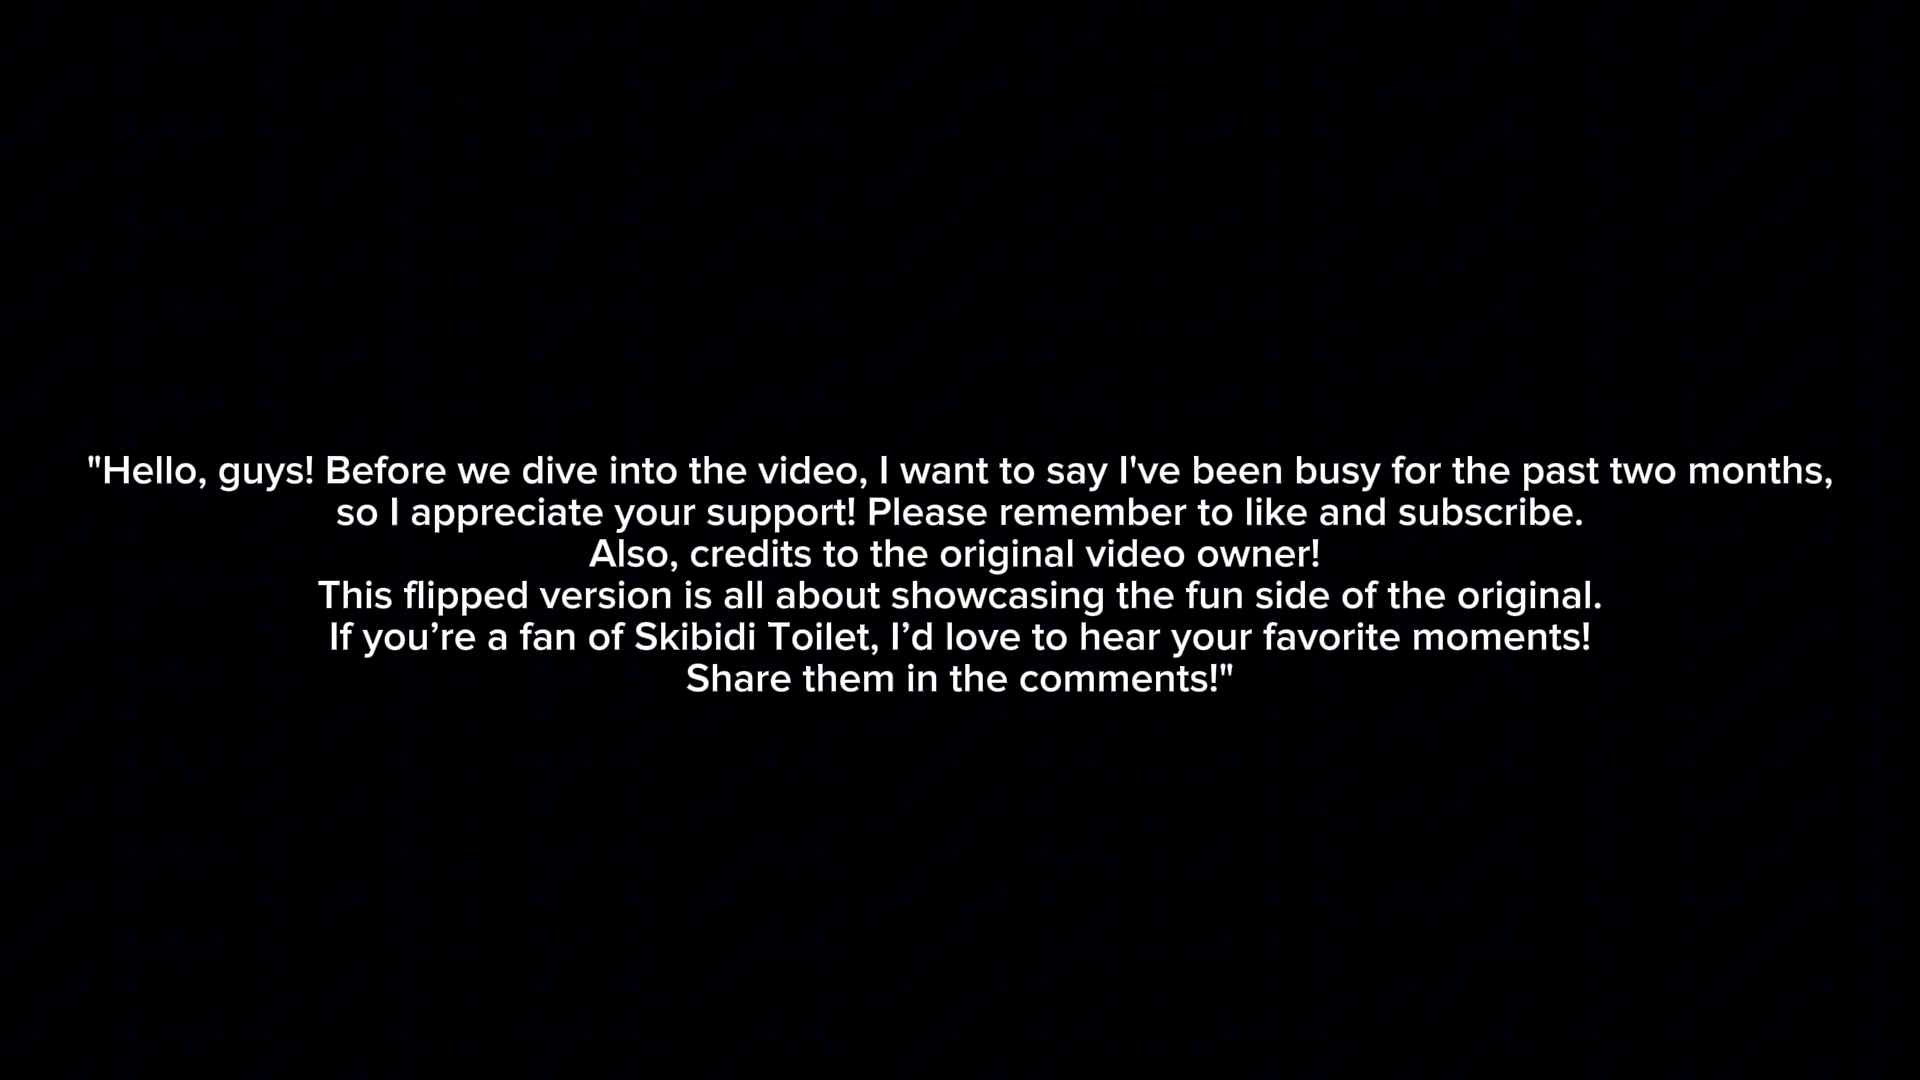 "Hello, guys! Before we dive into the video, I want to say I've been busy for the past two months,
so I appreciate your support! Please remember to like and subscribe.
Also, credits to the original video owner!
This flipped version is all about showcasing the fun side of the original.
If you’re a fan of Skibidi Toilet, I’d love to hear your favorite moments!
Share them in the comments!"